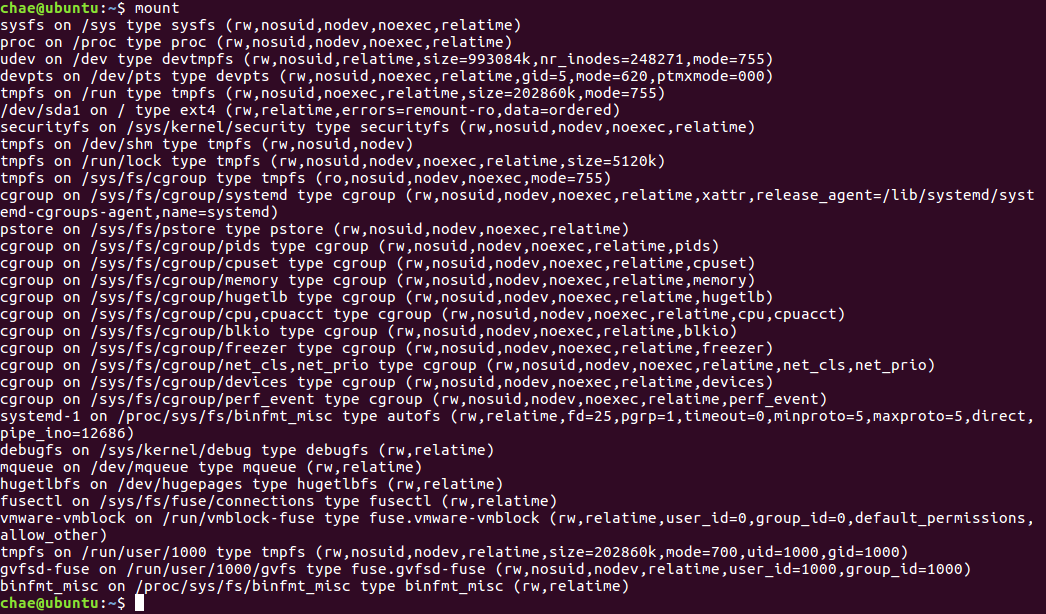 chae@ubuntu:~$ mount
sysfs on /sys type sysfs (rw,nosuid,nodev,noexec,relatime)
proc on /proc type proc (rw,nosuid,nodev,noexec,relatime)
udev on /dev type devtmpfs (rw,nosuid,relatime,size=993084k,nr_inodes=248271,mode=755)
devpts on /dev/pts type devpts (rw,nosuid,noexec,relatime,gid=5,mode=620,ptmxmode=000)
tmpfs on /run type tmpfs (rw,nosuid,noexec,relatime,size=202860k,mode=755)
/dev/sda1 on / type ext4 (rw,relatime,errors=remount-ro,data=ordered)
securityfs on /sys/kernel/security type securityfs (rw,nosuid,nodev,noexec,relatime)
tmpfs on /dev/shm type tmpfs (rw,nosuid,nodev)
tmpfs on /run/lock type tmpfs (rw,nosuid,nodev,noexec,relatime,size=5120k)
tmpfs on /sys/fs/cgroup type tmpfs (ro,nosuid,nodev,noexec,mode=755)
cgroup on /sys/fs/cgroup/systemd type cgroup (rw,nosuid,nodev,noexec,relatime,xattr,release_agent=/lib/systemd/syst
emd-cgroups-agent,name=systemd)
pstore on /sys/fs/pstore type pstore (rw,nosuid,nodev,noexec,relatime)
cgroup on /sys/fs/cgroup/pids type cgroup (rw,nosuid,nodev,noexec,relatime,pids)
cgroup on /sys/fs/cgroup/cpuset type cgroup (rw,nosuid,nodev,noexec,relatime,cpuset)
cgroup on /sys/fs/cgroup/memory type cgroup (rw,nosuid,nodev,noexec,relatime,memory)
cgroup on /sys/fs/cgroup/hugetlb type cgroup (rw,nosuid,nodev,noexec,relatime,hugetlb)
cgroup on /sys/fs/cgroup/cpu,cpuacct type cgroup (rw,nosuid,nodev,noexec,relatime,cpu,cpuacct)
cgroup on /sys/fs/cgroup/blkio type cgroup (rw,nosuid,nodev,noexec,relatime,blkio)
cgroup on /sys/fs/cgroup/freezer type cgroup (rw,nosuid,nodev,noexec,relatime,freezer)
cgroup on /sys/fs/cgroup/net_cls,net_prio type cgroup (rw,nosuid,nodev,noexec,relatime,net_cls,net_prio)
cgroup on /sys/fs/cgroup/devices type cgroup (rw,nosuid,nodev,noexec,relatime,devices)
cgroup on /sys/fs/cgroup/perf_event type cgroup (rw,nosuid,nodev,noexec,relatime,perf_event)
systemd-1 on /proc/sys/fs/binfmt_misc type autofs (rw,relatime,fd=25,pgrp=1,timeout=0,minproto=5,maxproto=5,direct,
pipe_ino=12686)
debugfs on /sys/kernel/debug type debugfs (rw,relatime)
mqueue on /dev/mqueue type mqueue (rw,relatime)
hugetlbfs on /dev/hugepages type hugetlbfs (rw,relatime)
fusectl on /sys/fs/fuse/connections type fusectl (rw,relatime)
vmware-vmblock on /run/vmblock-fuse type fuse.vmware-vmblock (rw,relatime,user_id=0,group_id=0,default_permissions,
allow_other)
tmpfs on /run/user/1000 type tmpfs (rw,nosuid,nodev,relatime,size=202860k,mode=700,uid=1000,gid=1000)
gvfsd-fuse on /run/user/1000/gvfs type fuse.gvfsd-fuse (rw,nosuid,nodev,relatime,user_id=1000,group_id=1000)
binfmt_misc on /proc/sys/fs/binfmt_misc type binfmt_misc (rw,relatime)
chae@ubuntu:~$